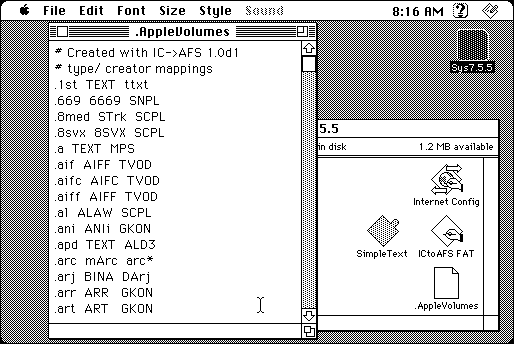 File Edit Font Size Style Sound 8:16 AM
.AppleVolumes
# Created with IC->AFS 1.0d1
# type/ creator mappings
.1st TEXT ttxt
.669 6669 SNPL
.8med STrk SCPL
.8svx 8SVX SCPL
.a TEXT MPS
.aif AIFF TVOD
.aifc AIFC TVOD
.aiff AIFF TVOD
.al ALAW SCPL
.ani ANIi GKON
.apd TEXT ALD3
.arc mArc arc*
.arj BINA DArj
.arr ARR GKON
.art ART GKON
Sys7.5.5
5.5
in disk 1.2 MB available
Internet Config
SimpleText
ICtoAFS FAT
.AppleVolumes